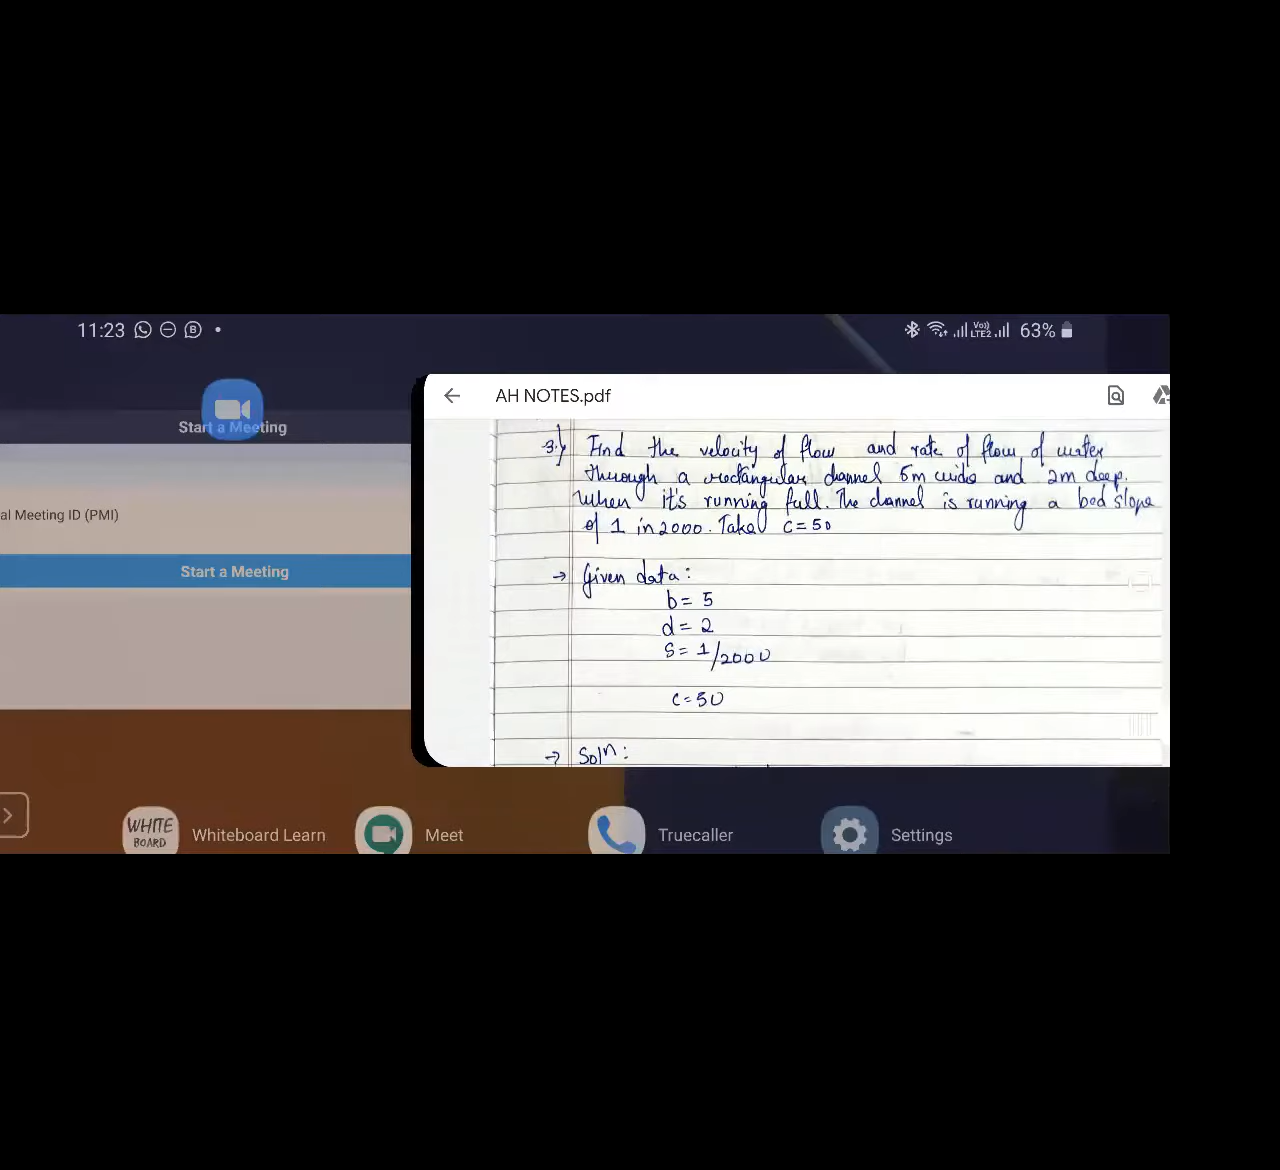 11:23
Vo)) LTE2
63%
Start a Meeting
al Meeting ID (PMI)
Start a Meeting
AH NOTES.pdf
3.) Find the velocity of flow and rate of flow of water
through a rectangular channel 5m wide and 2m deep.
When it's running full. The channel is running a bed slope
of 1 in 2000. Take C = 50
→ Given data:
b = 5
d = 2
S = 1/2000
C = 50
→ Soln:
WHITE BOARD
Whiteboard Learn
Meet
Truecaller
Settings